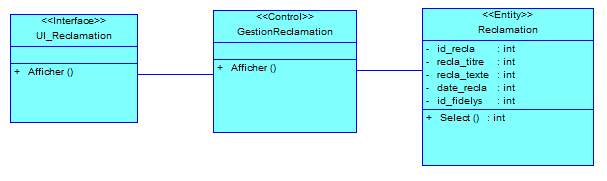 <<Interface>>
UI_Reclamation
+ Afficher ()
<<Control>>
GestionReclamation
+ Afficher ()
<<Entity>>
Reclamation
- id_recla : int
- recla_titre : int
- recla_texte : int
- date_recla : int
- id_fidelys : int
+ Select () : int